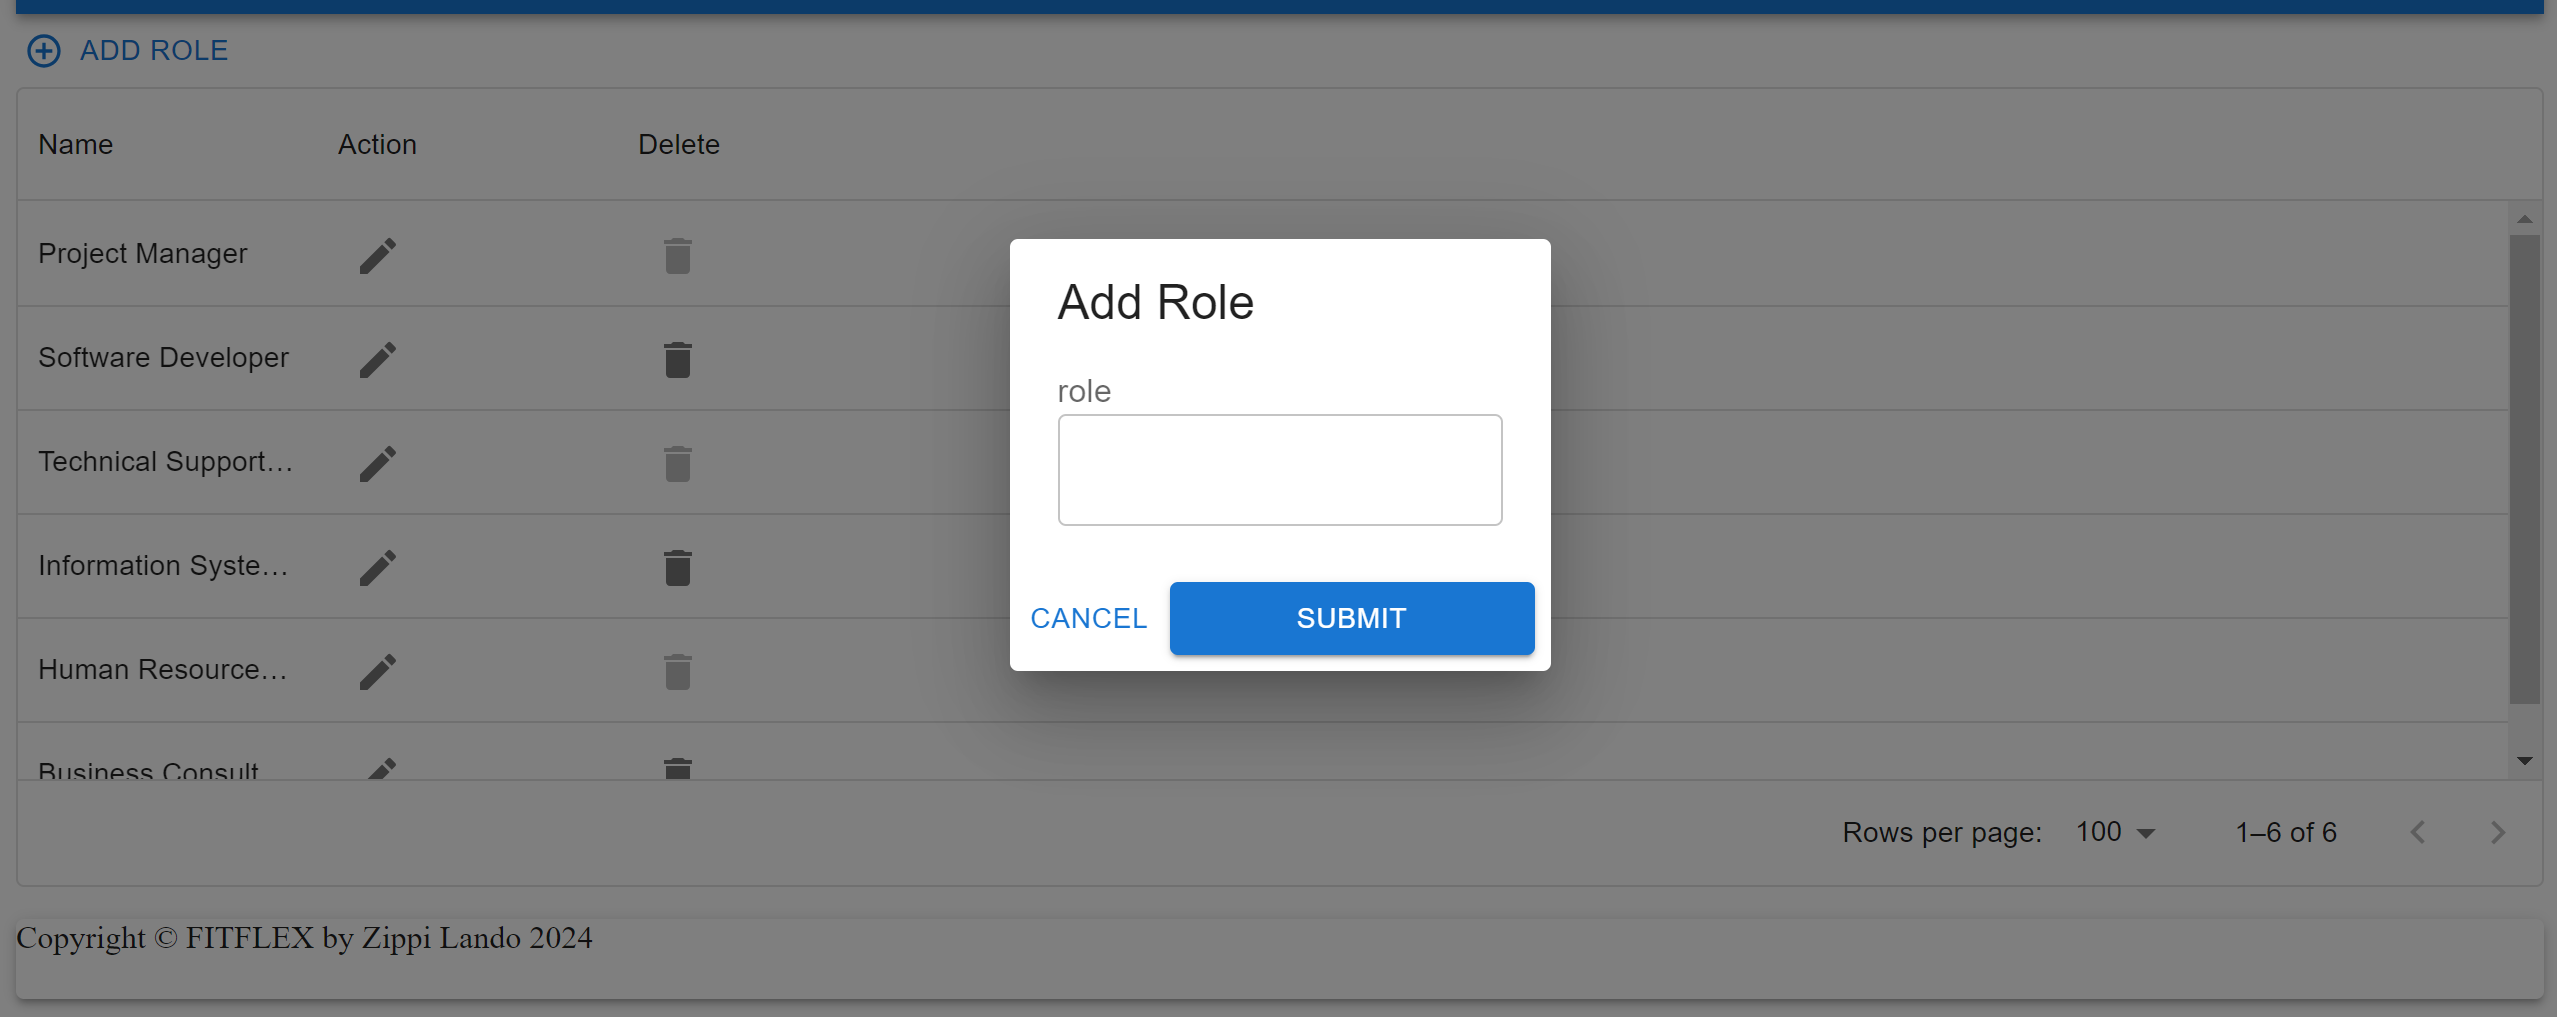 ADD ROLE
Name Action Delete
Project Manager
Software Developer
Technical Support...
Information Syste...
Human Resource...
Business Consult
Add Role
role
CANCEL SUBMIT
Rows per page: 100 1–6 of 6
Copyright © FITFLEX by Zippi Lando 2024